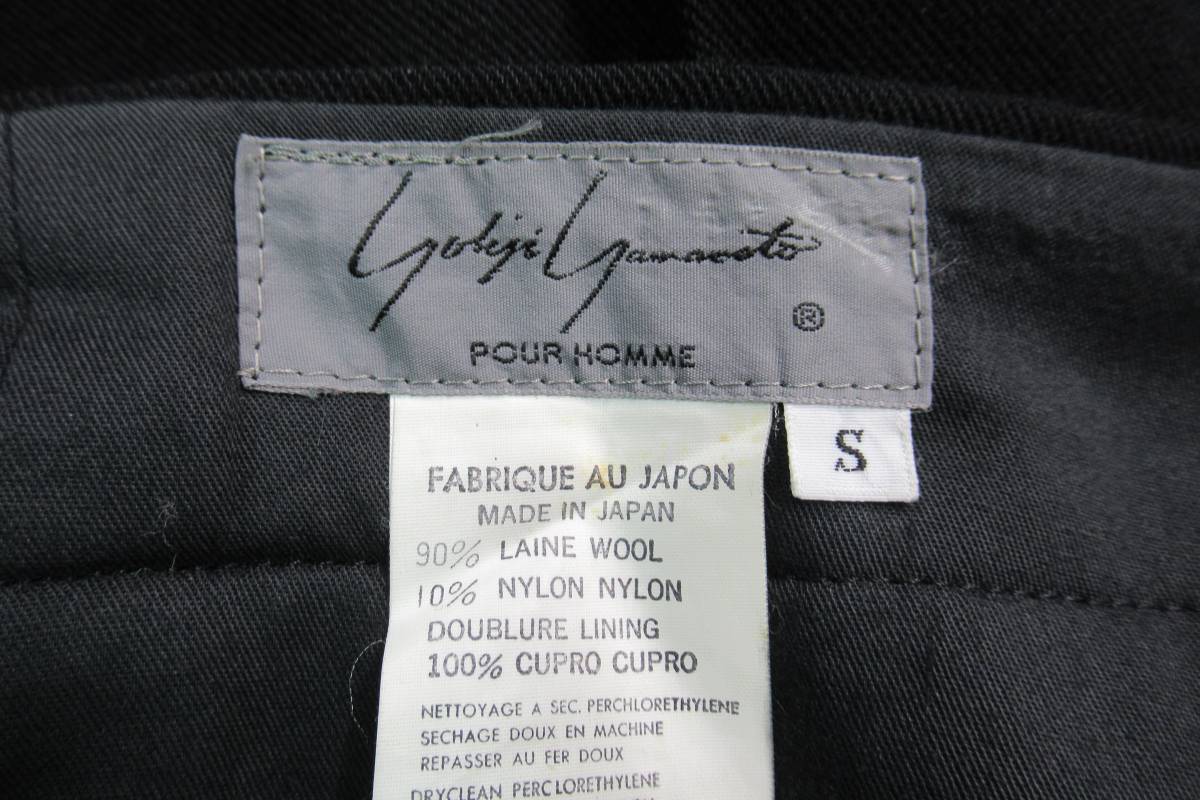 Yohji Yamamoto
®
POUR HOMME
S
FABRIQUE AU JAPON
MADE IN JAPAN
90% LAINE WOOL
10% NYLON NYLON
DOUBLURE LINING
100% CUPRO CUPRO
NETTOYAGE A SEC. PERCHLORETHYLENE
SECHAGE DOUX EN MACHINE
REPASSER AU FER DOUX
DRYCLEAN PERCLORETHYLENE